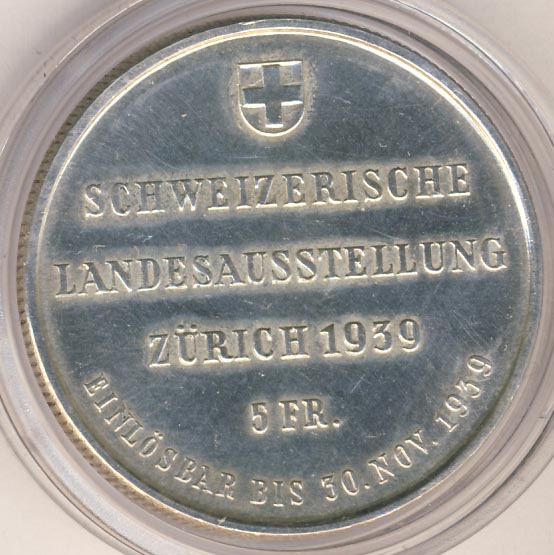 SCHWEIZERISCHE
LANDESAUSSTELLUNG
ZÜRICH 1939
5 FR.
EINLÖSBAR BIS 30. NOV. 1939